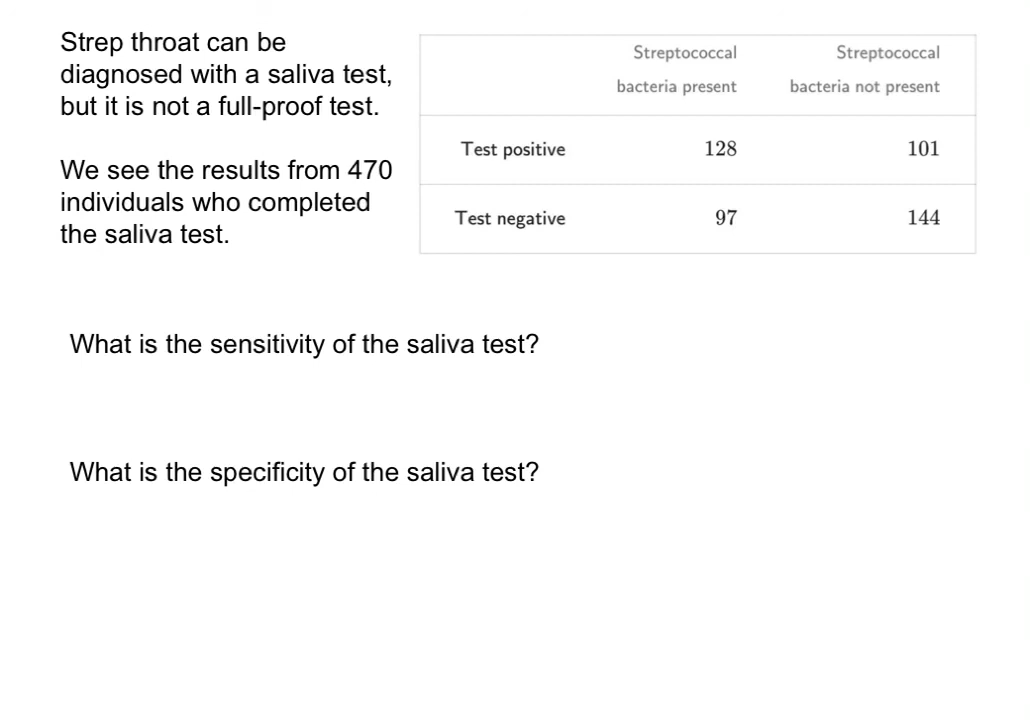 Strep throat can be
diagnosed with a saliva test,
but it is not a full-proof test.
We see the results from 470
individuals who completed
the saliva test.
Streptococcal Streptococcal
bacteria present bacteria not present
Test positive 128 101
Test negative 97 144
What is the sensitivity of the saliva test?
What is the specificity of the saliva test?